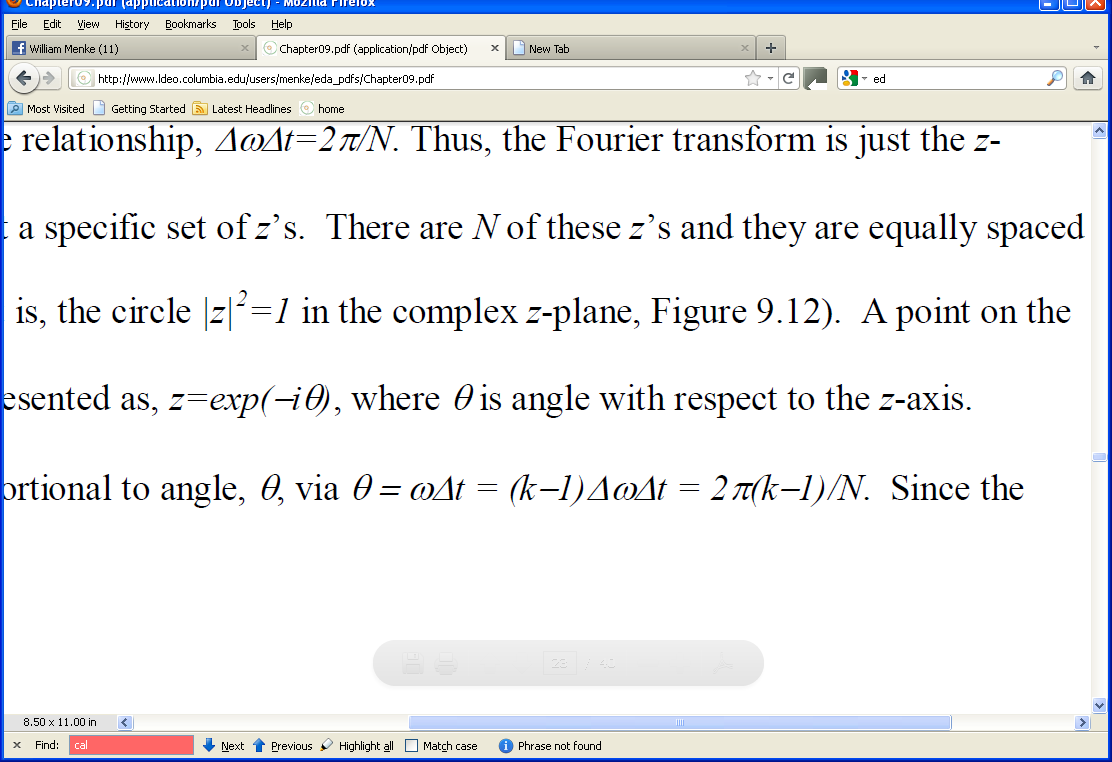 Chapter09.pdf (application/pdf Object) - Mozilla Firefox
File Edit View History Bookmarks Tools Help
William Menke (11) Chapter09.pdf (application/pdf Object) New Tab
http://www.ldeo.columbia.edu/users/menke/eda_pdfs/Chapter09.pdf ed
Most Visited Getting Started Latest Headlines home
e relationship, ΔωΔt=2π/N. Thus, the Fourier transform is just the z-
t a specific set of z’s. There are N of these z’s and they are equally spaced
is, the circle |z|²=1 in the complex z-plane, Figure 9.12). A point on the
esented as, z=exp(−iθ), where θ is angle with respect to the z-axis.
ortional to angle, θ, via θ = ωΔt = (k−1)ΔωΔt = 2π(k−1)/N. Since the
23 / 40
8.50 x 11.00 in
Find: cal Next Previous Highlight all Match case Phrase not found